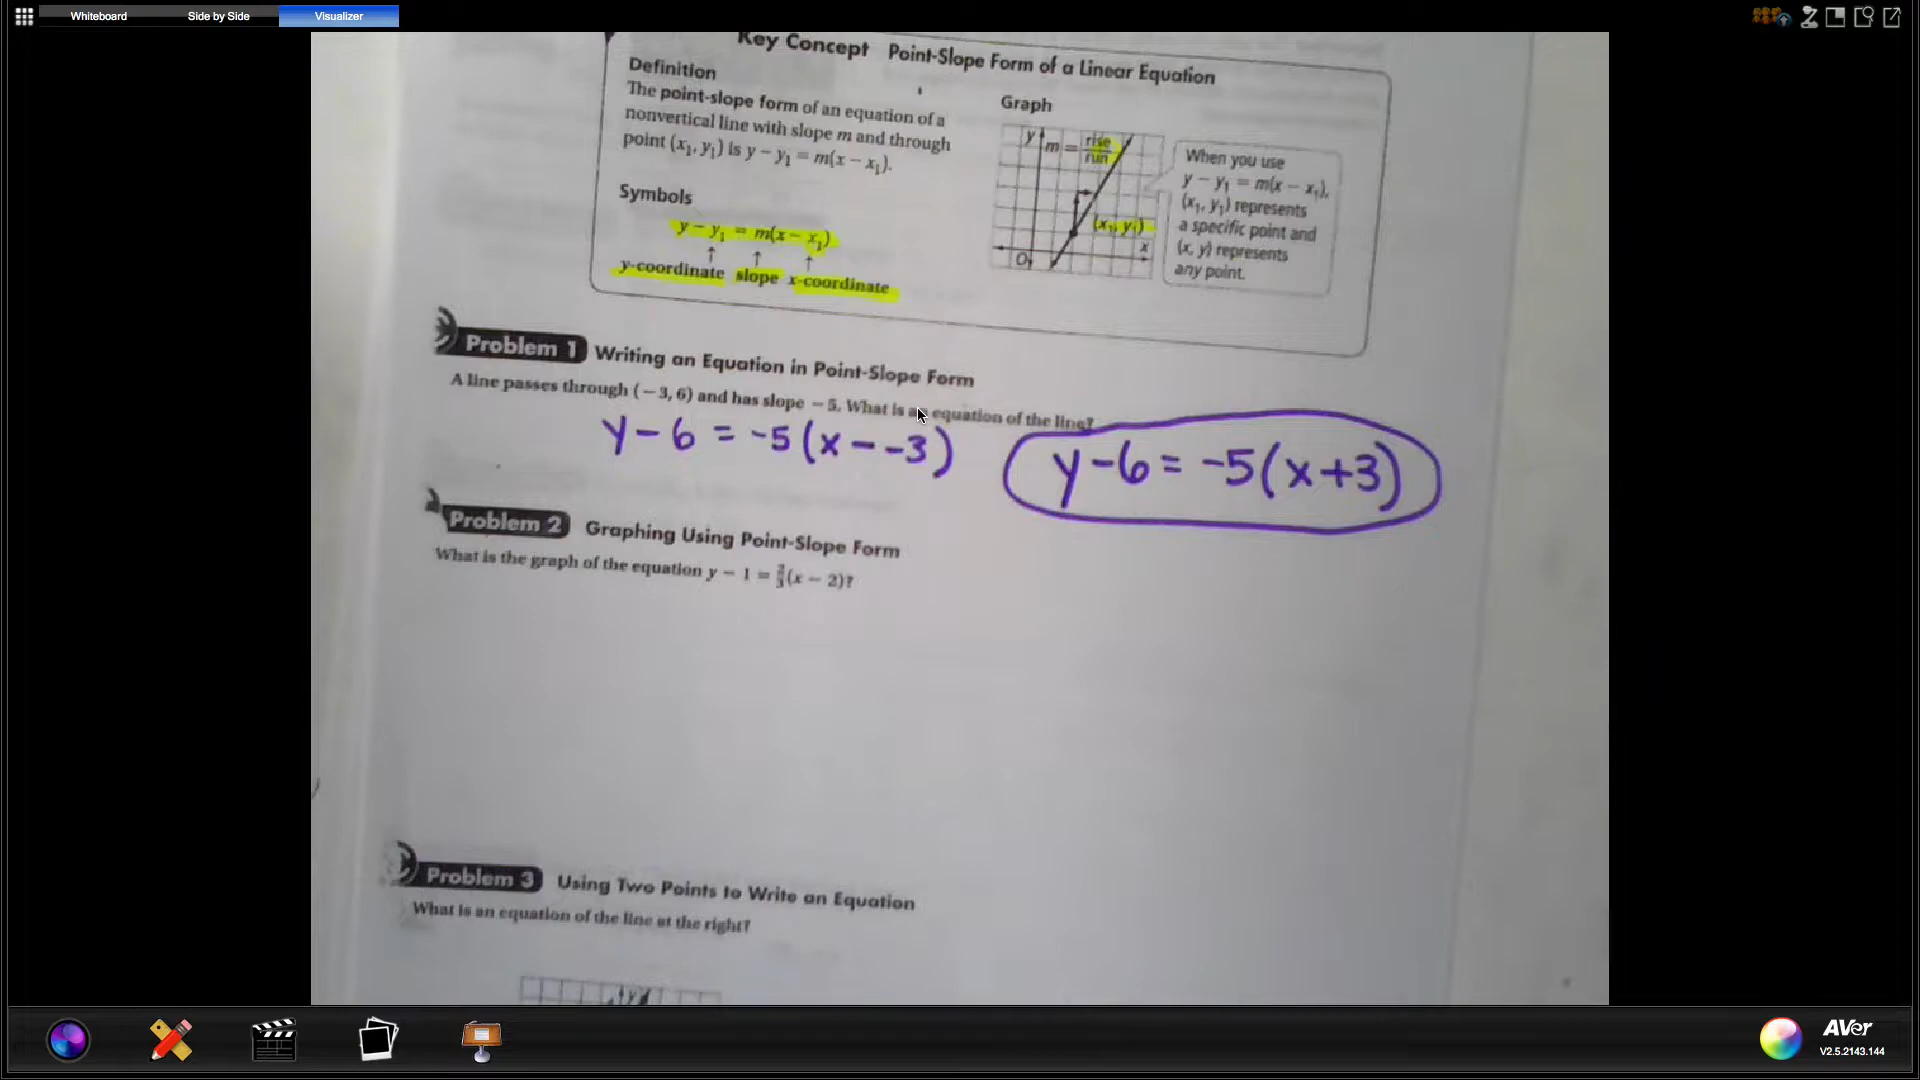 Whiteboard Side by Side Visualizer
Key Concept Point-Slope Form of a Linear Equation
Definition
The point-slope form of an equation of a
nonvertical line with slope m and through
point (x₁, y₁) is y − y₁ = m(x − x₁).
Symbols
y − y₁ = m(x − x₁)
↑ ↑ ↑
y-coordinate slope x-coordinate
Graph
y
m = rise/run
(x₁, y₁)
x
O
When you use
y − y₁ = m(x − x₁),
(x₁, y₁) represents
a specific point and
(x, y) represents
any point.
Problem 1 Writing an Equation in Point-Slope Form
A line passes through (−3, 6) and has slope −5. What is an equation of the line?
y − 6 = -5(x − -3)
y − 6 = -5(x+3)
Problem 2 Graphing Using Point-Slope Form
What is the graph of the equation y − 1 = 2/3(x − 2)?
Problem 3 Using Two Points to Write an Equation
What is an equation of the line at the right?
y
AVer
V2.5.2143.144